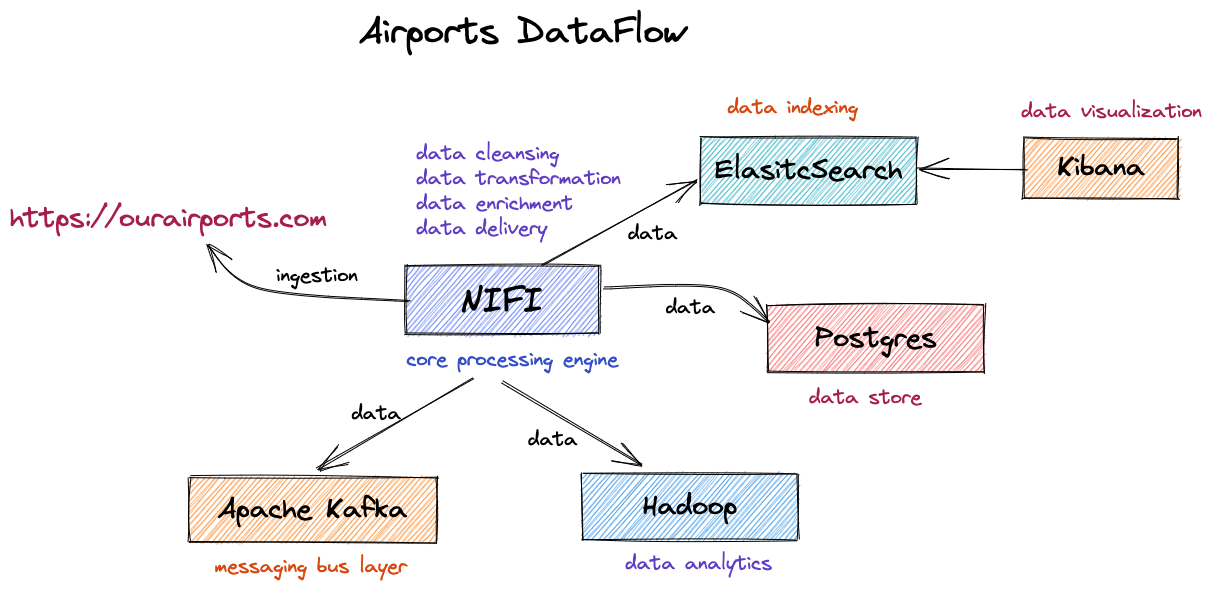 Airports DataFlow
data indexing
data visualization
data cleansing
data transformation
data enrichment
data delivery
ElasitcSearch
Kibana
https://ourairports.com
data
ingestion
NIFI
data
Postgres
core processing engine
data store
data
data
Apache Kafka
Hadoop
messaging bus layer
data analytics